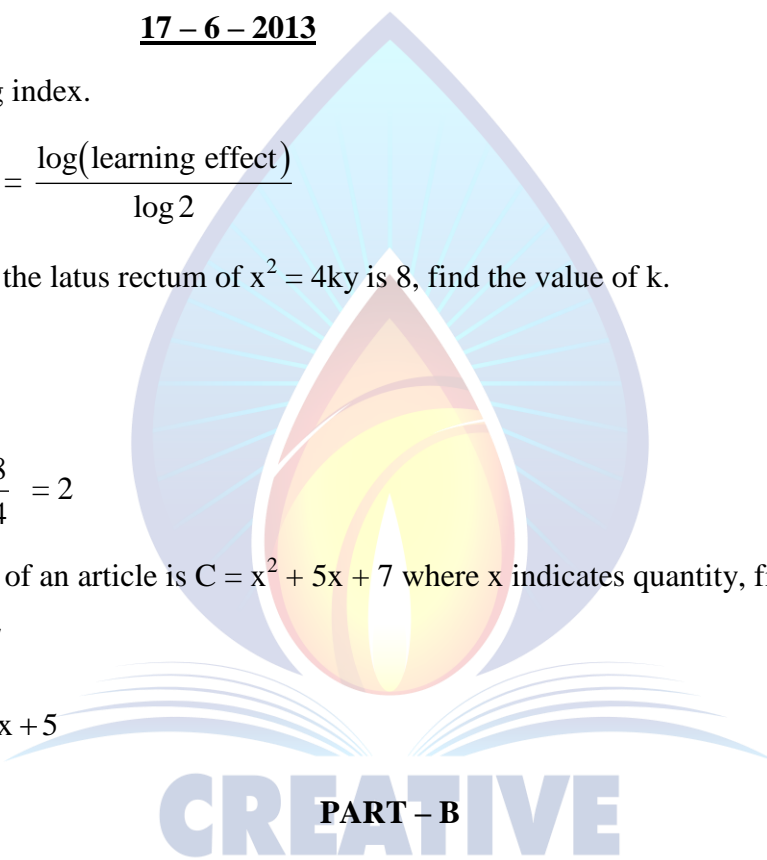 17 – 6 – 2013
index.
= log(learning effect) / log 2
the latus rectum of x² = 4ky is 8, find the value of k.
= 2
of an article is C = x² + 5x + 7 where x indicates quantity,
x + 5
PART – B
CREATIVE